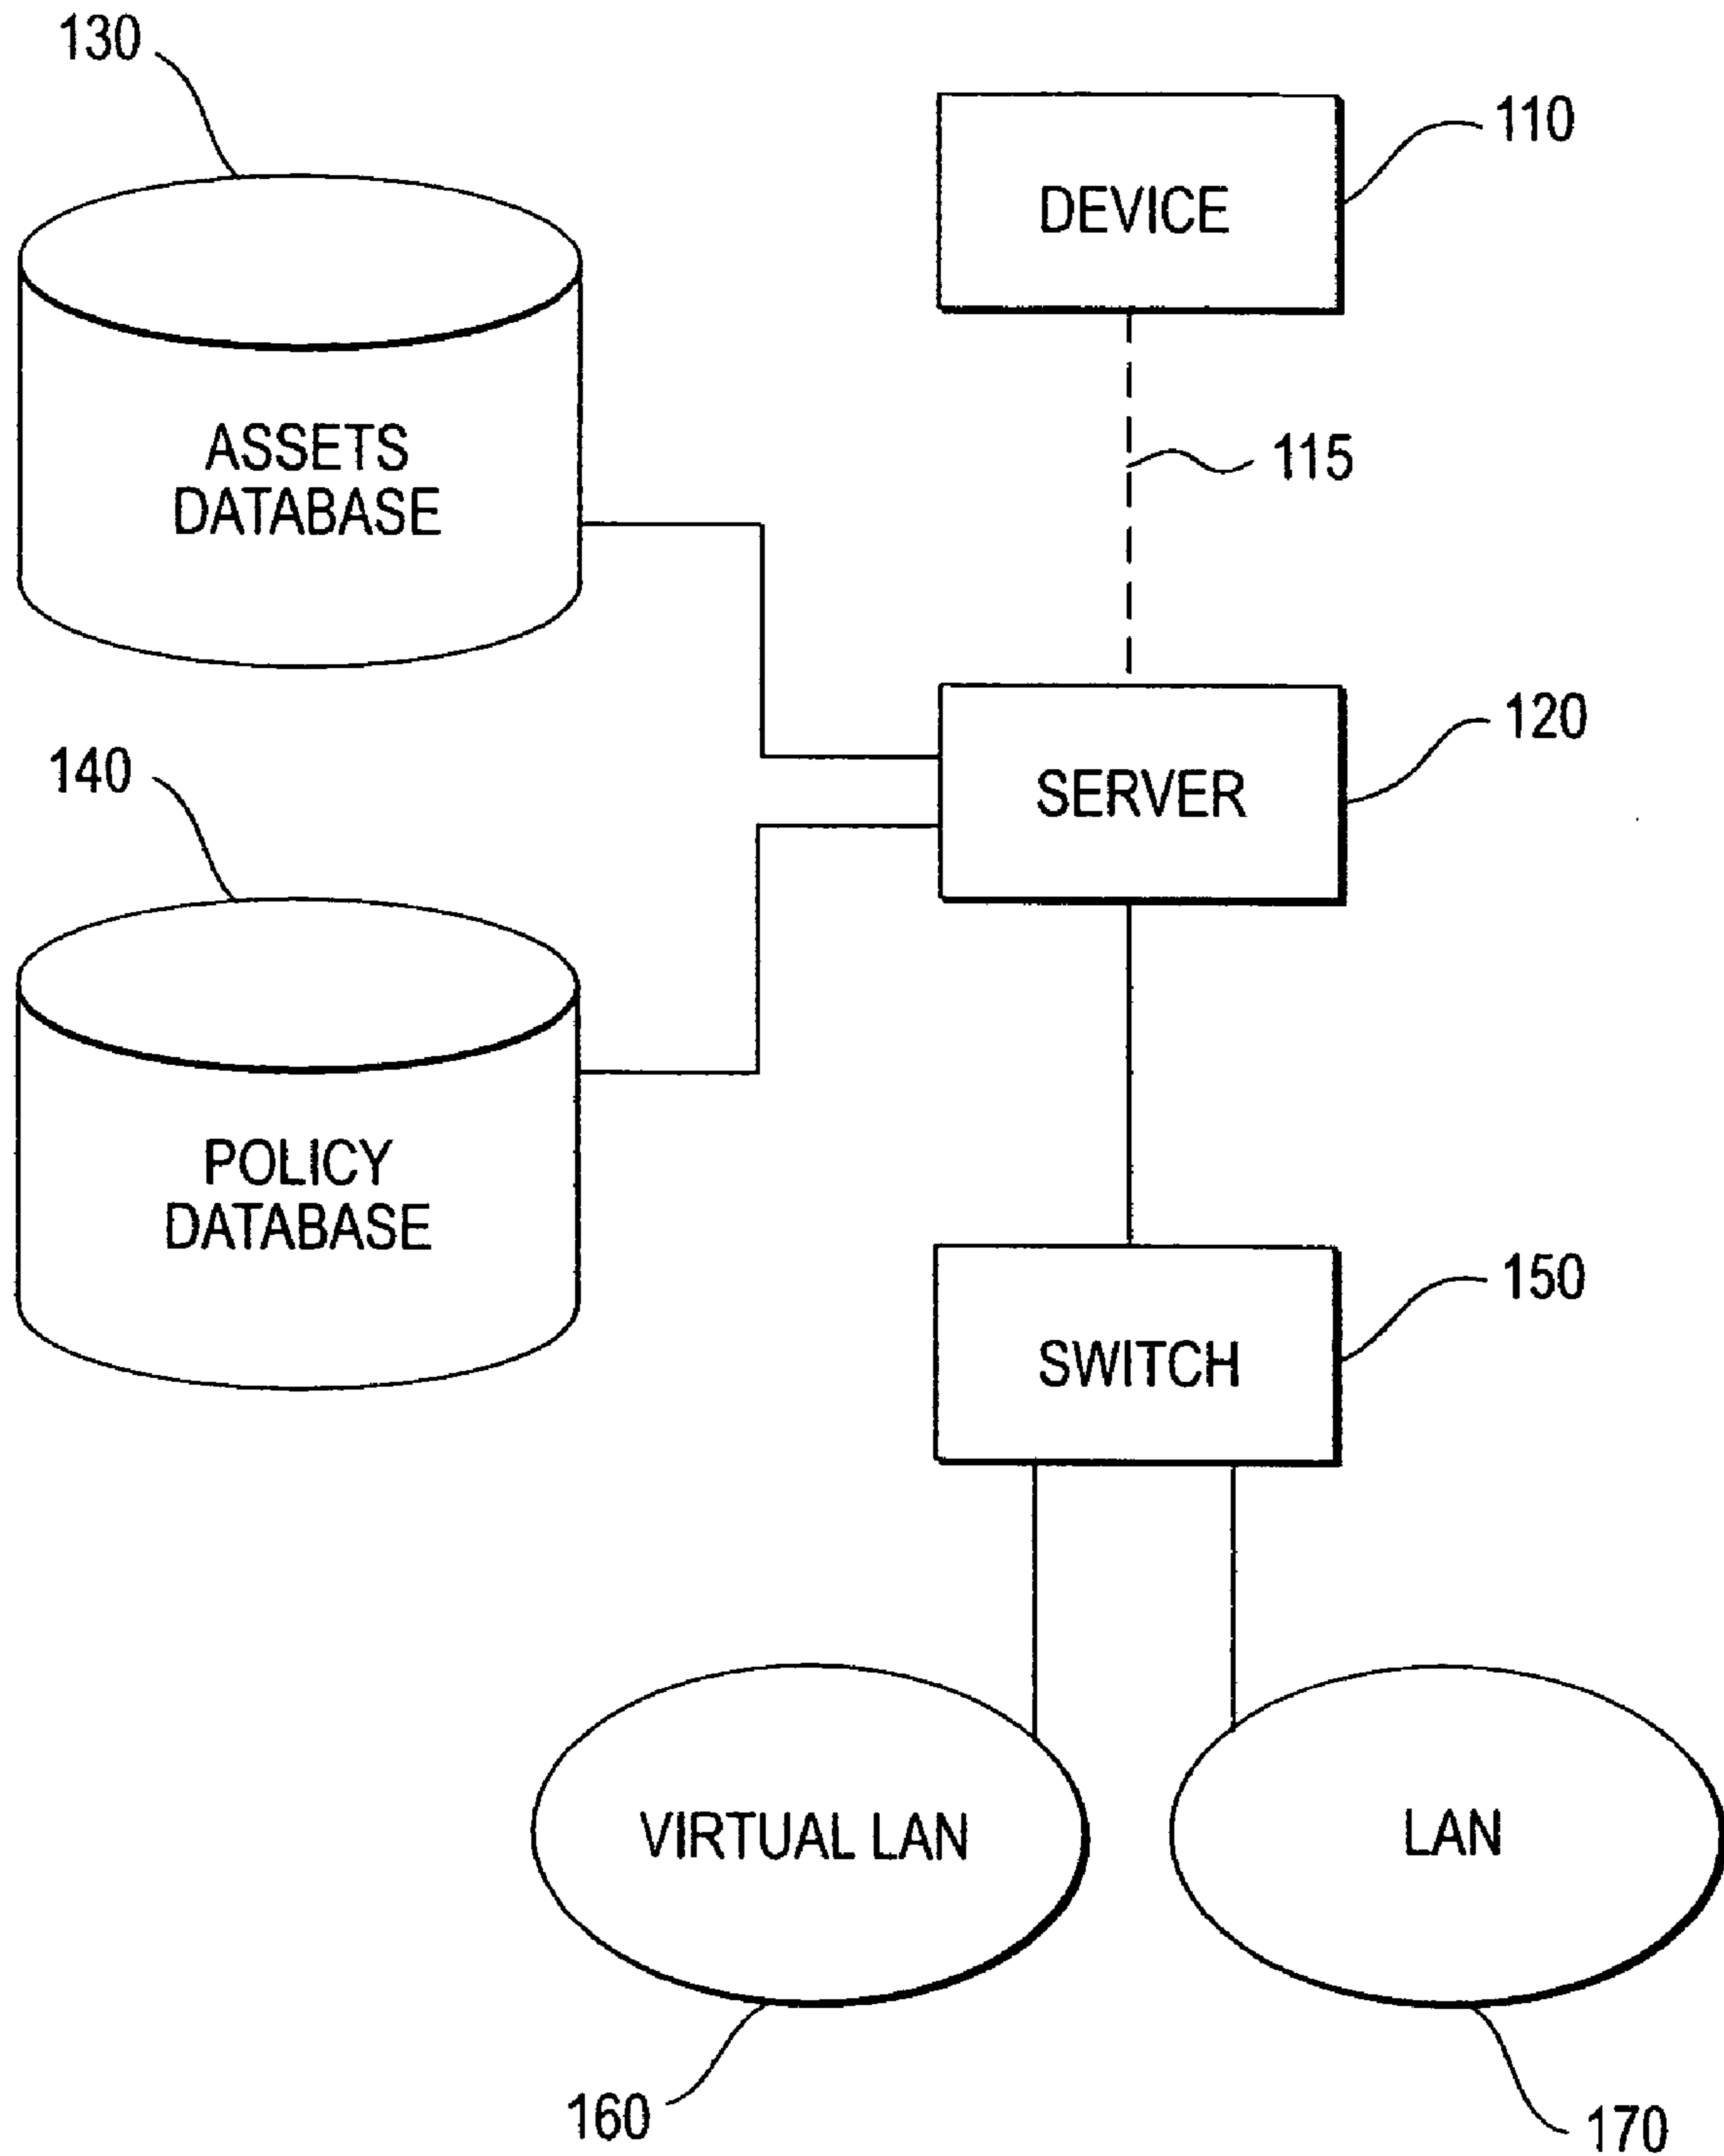 130
110
DEVICE
115
ASSETS
DATABASE
120
SERVER
140
POLICY
DATABASE
150
SWITCH
VIRTUAL LAN
LAN
160
170